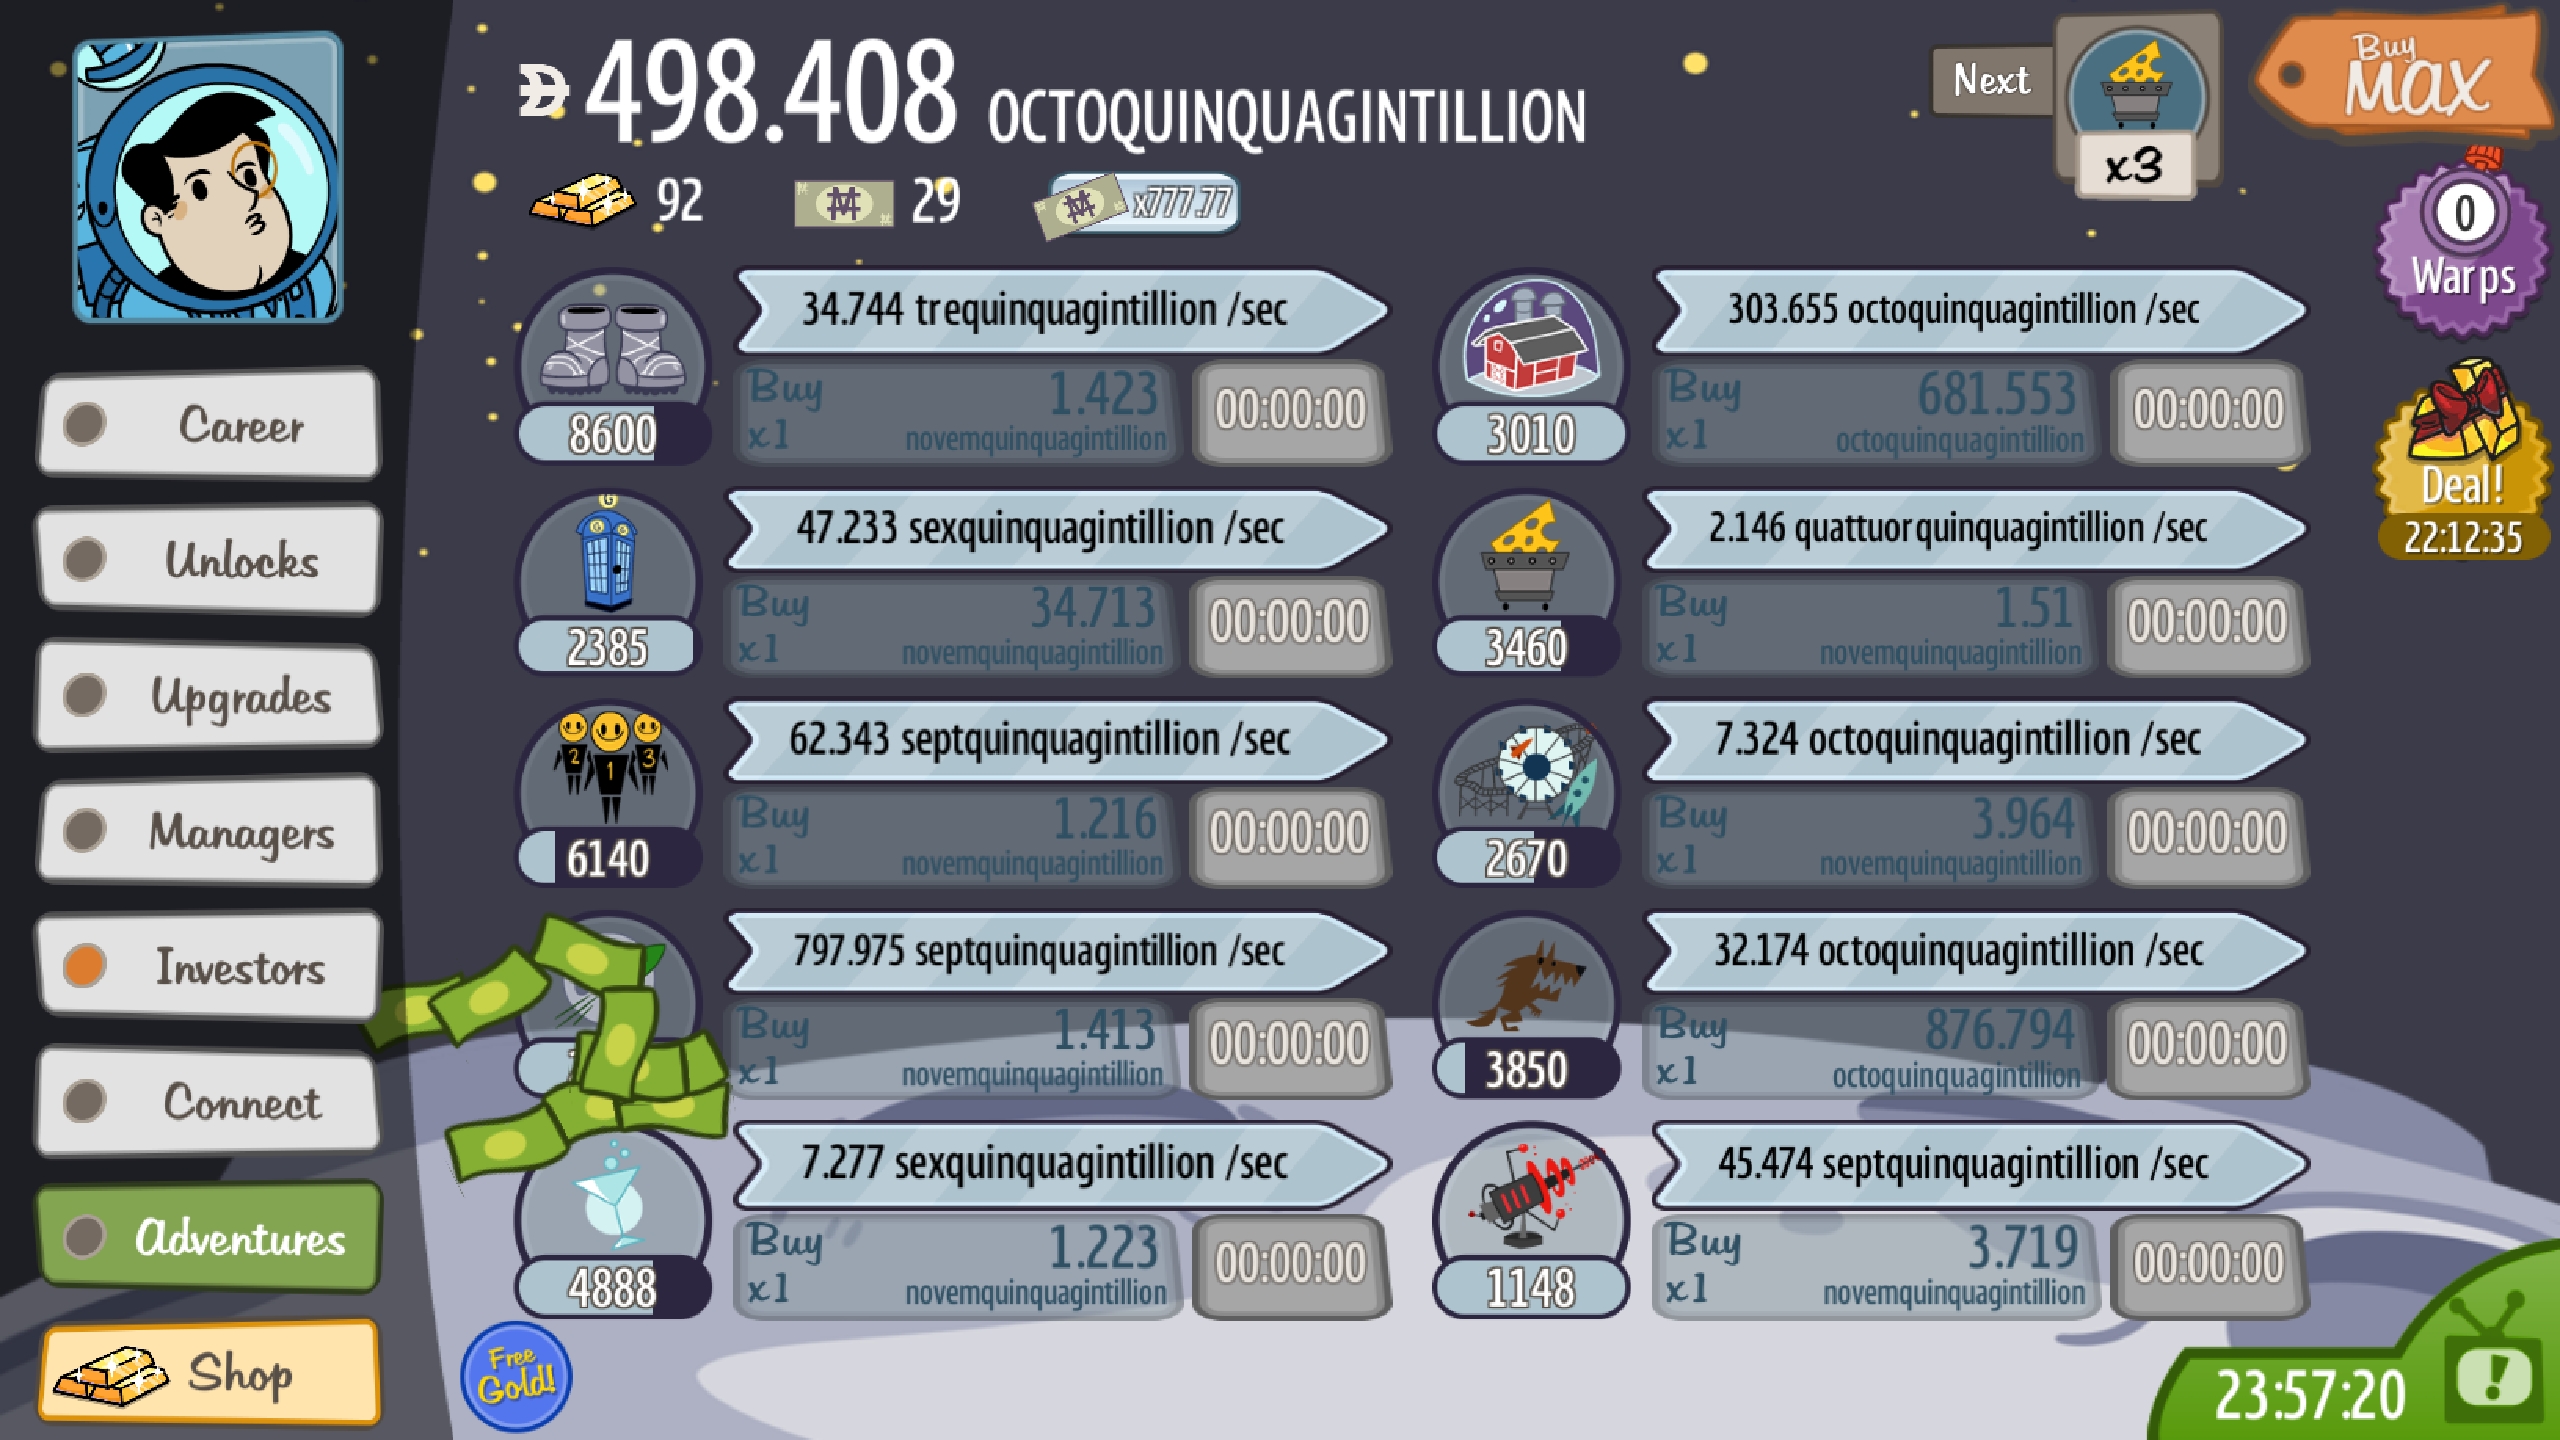 498.408 OCTOQUINQUAGINTILLION
Next
x3
Buy
MAX
92
29
x777.77
0
Warps
Deal!
22:12:35
Career
Unlocks
Upgrades
Managers
Investors
Connect
Adventures
Shop
34.744 trequinquagintillion /sec
8600
Buy
x1
1.423
novemquinquagintillion
00:00:00
303.655 octoquinquagintillion /sec
3010
Buy
x1
681.553
octoquinquagintillion
00:00:00
G
47.233 sexquinquagintillion /sec
2385
Buy
x1
34.713
novemquinquagintillion
00:00:00
2.146 quattuorquinquagintillion /sec
3460
Buy
x1
1.51
novemquinquagintillion
00:00:00
2 1 3
62.343 septquinquagintillion /sec
6140
Buy
x1
1.216
novemquinquagintillion
00:00:00
7.324 octoquinquagintillion /sec
2670
Buy
x1
3.964
novemquinquagintillion
00:00:00
797.975 septquinquagintillion /sec
Buy
x1
1.413
novemquinquagintillion
00:00:00
32.174 octoquinquagintillion /sec
3850
Buy
x1
876.794
octoquinquagintillion
00:00:00
7.277 sexquinquagintillion /sec
4888
Buy
x1
1.223
novemquinquagintillion
00:00:00
45.474 septquinquagintillion /sec
1148
Buy
x1
3.719
novemquinquagintillion
00:00:00
Free
Gold!
23:57:20
!